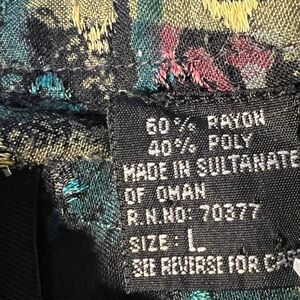 60% RAYON
40% POLY
MADE IN SULTANATE
OF OMAN
R.N.NO: 70377
SIZE: L
SEE REVERSE FOR CAR